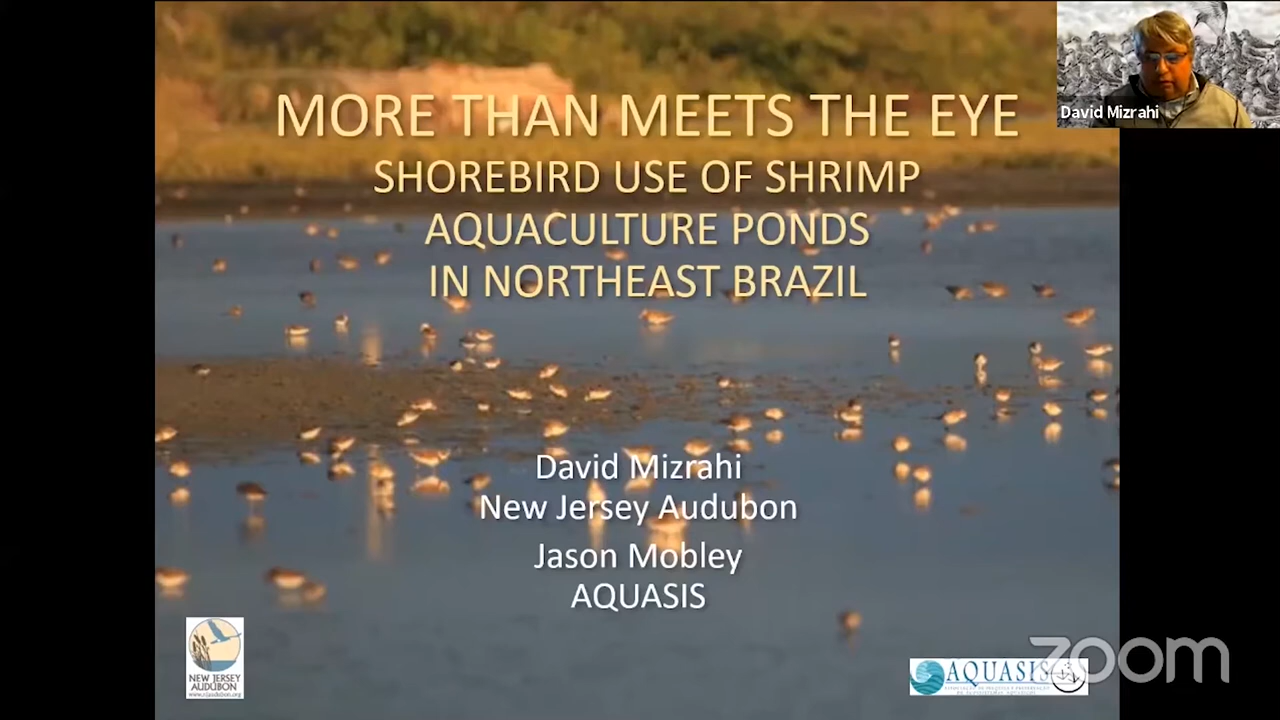 MORE THAN MEETS THE EYE
David Mizrahi
SHOREBIRD USE OF SHRIMP
AQUACULTURE PONDS
IN NORTHEAST BRAZIL
David Mizrahi
New Jersey Audubon
Jason Mobley
AQUASIS
NEW JERSEY
AUDUBON
AQUASIS
zoom